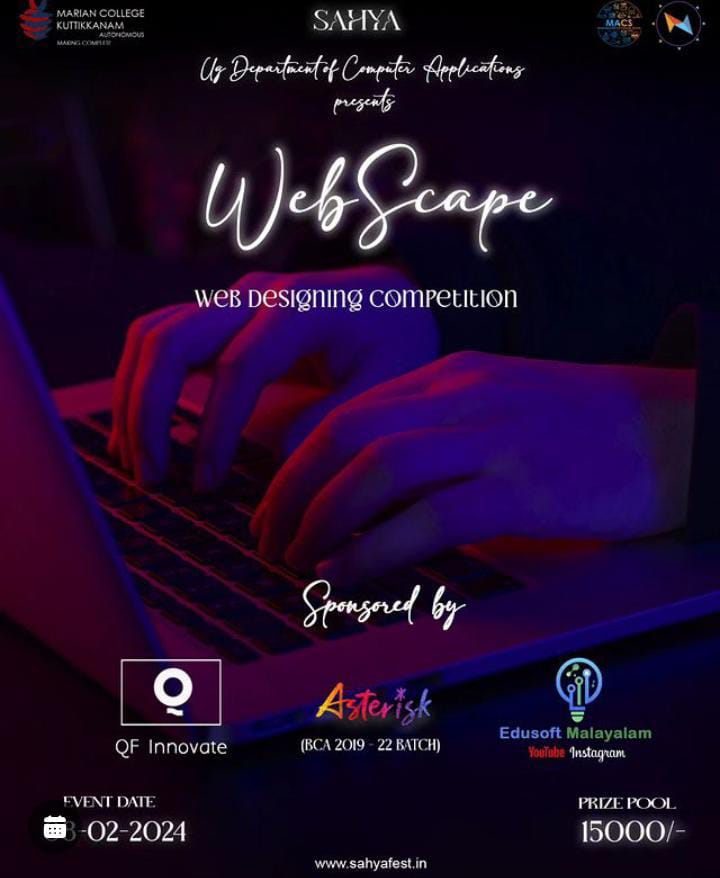 MARIAN COLLEGE
KUTTIKKANAM
AUTONOMOUS
MAKING COMPLETE
SAHYA
MACS
Ug Department of Computer Applications
presents
WebScape
WEB DESIGNING COMPETITION
Sponsored by
Q
QF Innovate
Asterisk
(BCA 2019 - 22 BATCH)
Edusoft Malayalam
YouTube Instagram
EVENT DATE
-02-2024
PRIZE POOL
15000/-
www.sahyafest.in